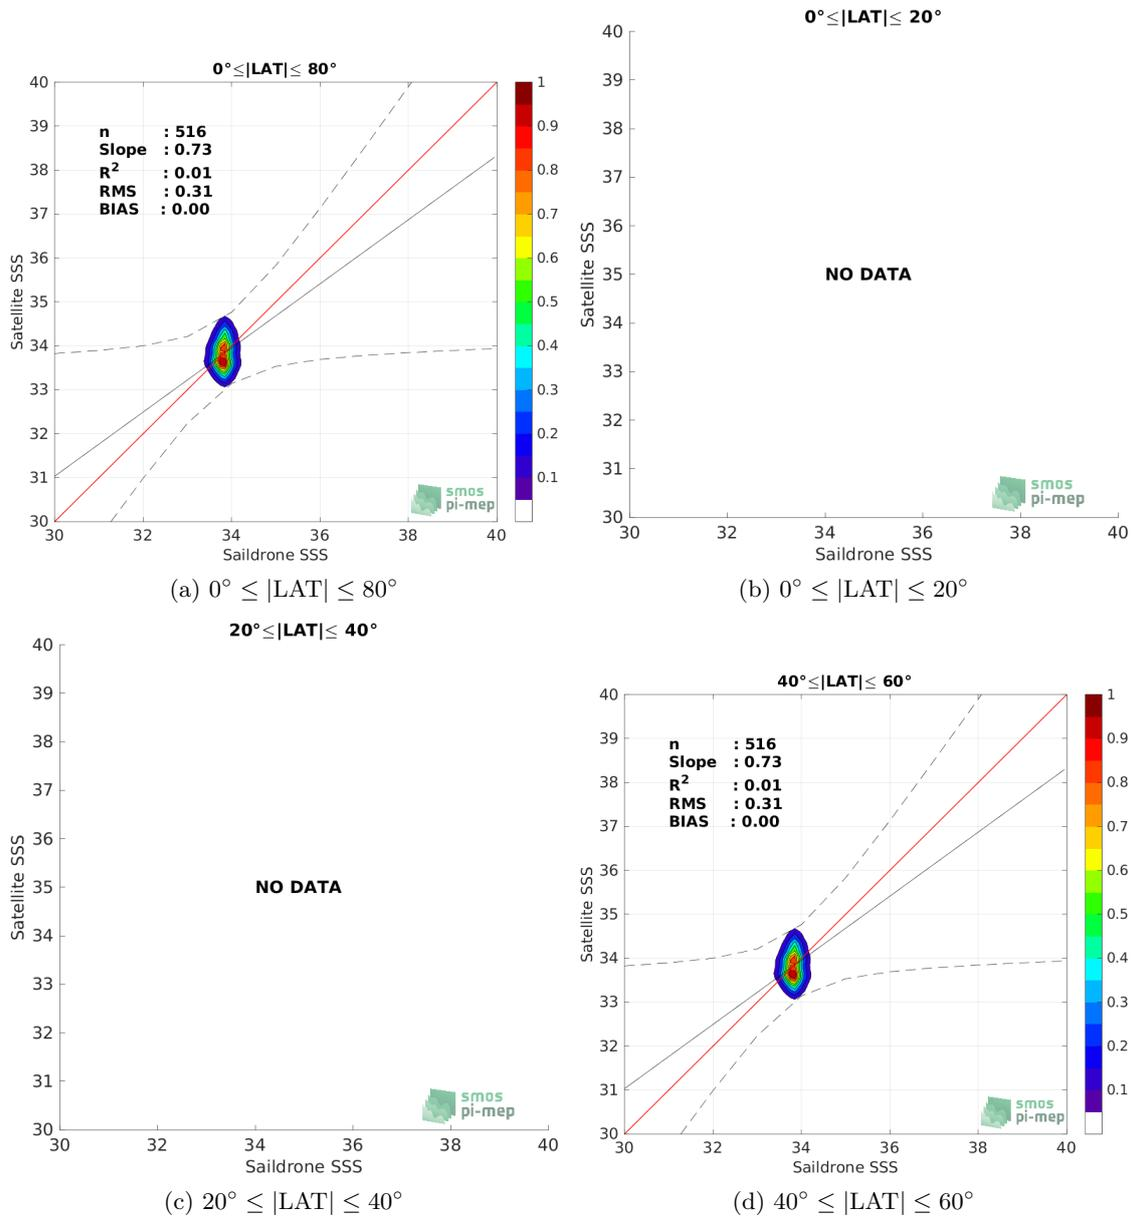 0°≤|LAT|≤ 80°
40
39
38
37
36
35
34
33
32
31
30
Satellite SSS
n : 516
Slope : 0.73
R² : 0.01
RMS : 0.31
BIAS : 0.00
smos
pi-mep
30 32 34 36 38 40
Saildrone SSS
1
0.9
0.8
0.7
0.6
0.5
0.4
0.3
0.2
0.1
(a) 0° ≤ |LAT| ≤ 80°
0°≤|LAT|≤ 20°
40
39
38
37
36
35
34
33
32
31
30
Satellite SSS
NO DATA
smos
pi-mep
30 32 34 36 38 40
Saildrone SSS
(b) 0° ≤ |LAT| ≤ 20°
20°≤|LAT|≤ 40°
40
39
38
37
36
35
34
33
32
31
30
Satellite SSS
NO DATA
smos
pi-mep
30 32 34 36 38 40
Saildrone SSS
(c) 20° ≤ |LAT| ≤ 40°
40°≤|LAT|≤ 60°
40
39
38
37
36
35
34
33
32
31
30
Satellite SSS
n : 516
Slope : 0.73
R² : 0.01
RMS : 0.31
BIAS : 0.00
smos
pi-mep
30 32 34 36 38 40
Saildrone SSS
1
0.9
0.8
0.7
0.6
0.5
0.4
0.3
0.2
0.1
(d) 40° ≤ |LAT| ≤ 60°